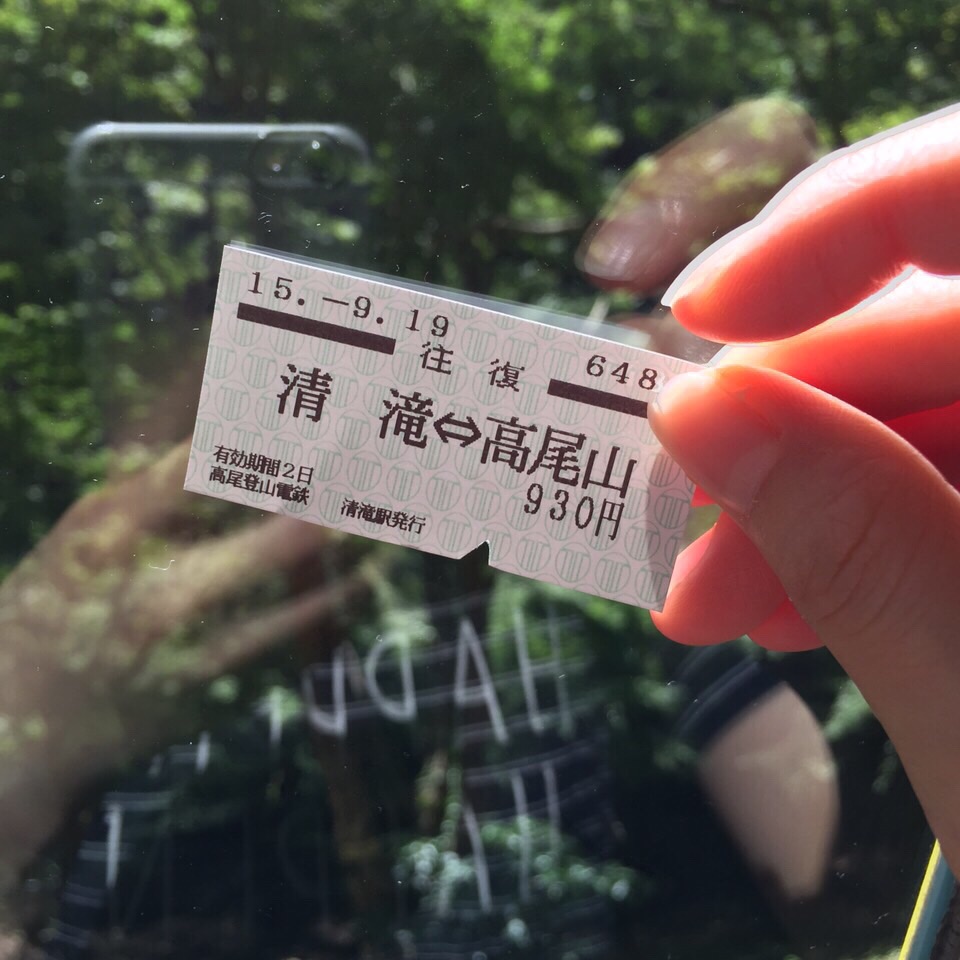 15.-9.19
往復 648
清滝⇔高尾山
930円
有効期間2日
高尾登山電鉄
清滝駅発行